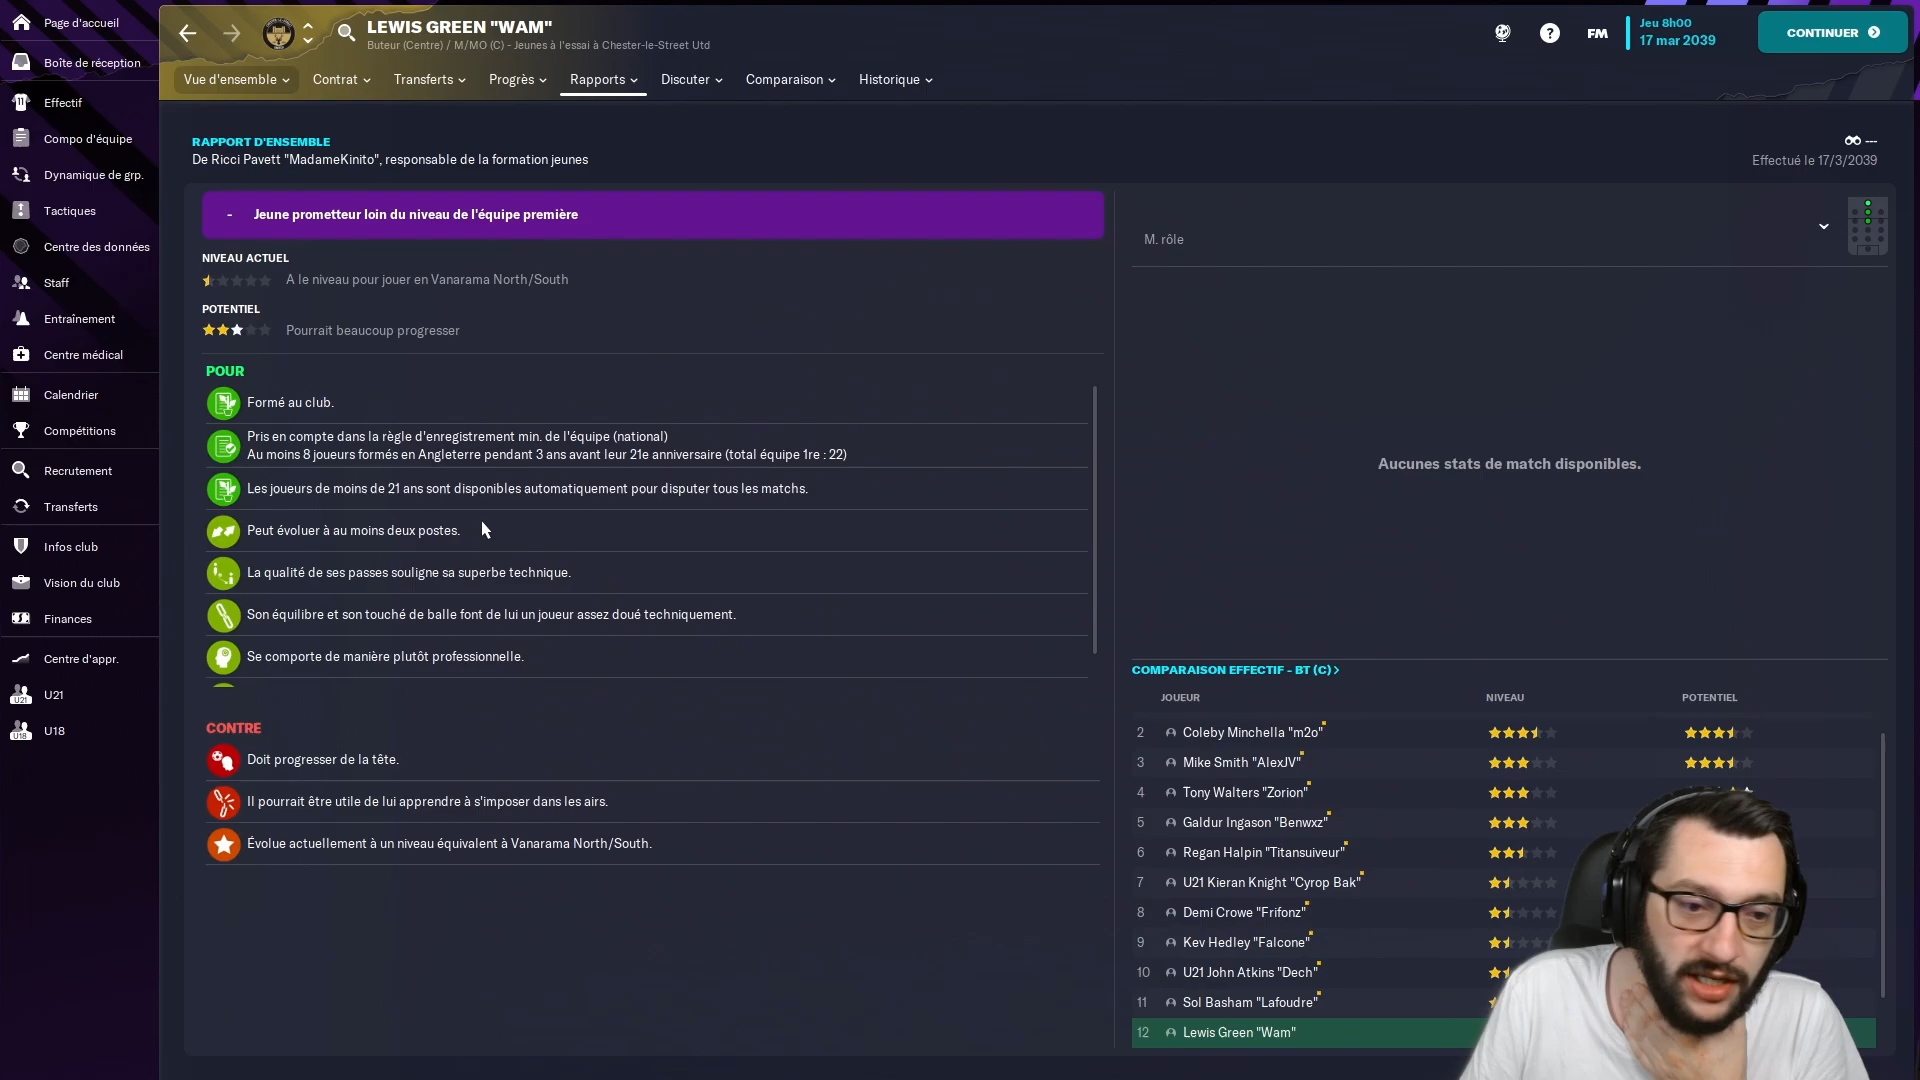 Page d'accueil
Boîte de réception
Effectif
Compo d'équipe
Dynamique de grp.
Tactiques
Centre des données
Staff
Entraînement
Centre médical
Calendrier
Compétitions
Recrutement
Transferts
Infos club
Vision du club
Finances
Centre d'appr.
U21
U18
LEWIS GREEN "WAM"
Buteur (Centre) / M/MO (C) - Jeunes à l'essai à Chester-le-Street Utd
FM
Jeu 8h00
17 mar 2039
CONTINUER
Vue d'ensemble
Contrat
Transferts
Progrès
Rapports
Discuter
Comparaison
Historique
RAPPORT D'ENSEMBLE
De Ricci Pavett "MadameKinito", responsable de la formation jeunes
---
Effectué le 17/3/2039
- Jeune prometteur loin du niveau de l'équipe première
NIVEAU ACTUEL
A le niveau pour jouer en Vanarama North/South
POTENTIEL
Pourrait beaucoup progresser
POUR
Formé au club.
Pris en compte dans la règle d'enregistrement min. de l'équipe (national)
Au moins 8 joueurs formés en Angleterre pendant 3 ans avant leur 21e anniversaire (total équipe 1re : 22)
Les joueurs de moins de 21 ans sont disponibles automatiquement pour disputer tous les matchs.
Peut évoluer à au moins deux postes.
La qualité de ses passes souligne sa superbe technique.
Son équilibre et son touché de balle font de lui un joueur assez doué techniquement.
Se comporte de manière plutôt professionnelle.
CONTRE
Doit progresser de la tête.
Il pourrait être utile de lui apprendre à s'imposer dans les airs.
Évolue actuellement à un niveau équivalent à Vanarama North/South.
M. rôle
Aucunes stats de match disponibles.
COMPARAISON EFFECTIF - BT (C) >
JOUEUR NIVEAU POTENTIEL
2 Coleby Minchella "m2o"
3 Mike Smith "AlexJV"
4 Tony Walters "Zorion"
5 Galdur Ingason "Benwxz"
6 Regan Halpin "Titansuiveur"
7 U21 Kieran Knight "Cyrop Bak"
8 Demi Crowe "Frifonz"
9 Kev Hedley "Falcone"
10 U21 John Atkins "Dech"
11 Sol Basham "Lafoudre"
12 Lewis Green "Wam"